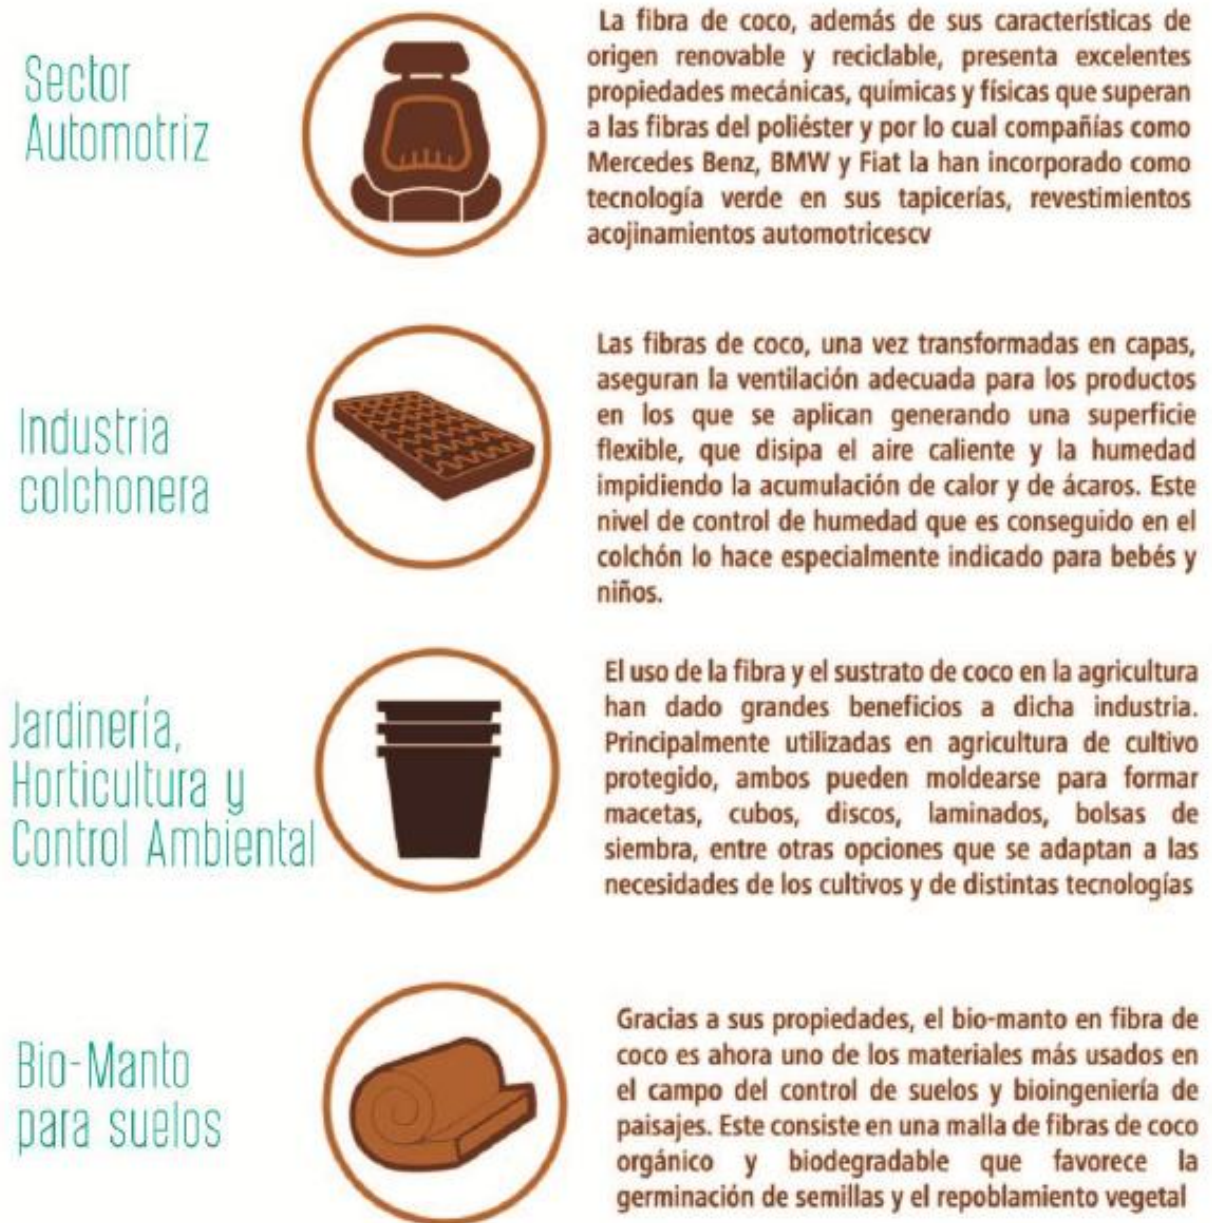 Sector
Automotriz
La fibra de coco, además de sus características de
origen renovable y reciclable, presenta excelentes
propiedades mecánicas, químicas y físicas que superan
a las fibras del poliéster y por lo cual compañías como
Mercedes Benz, BMW y Fiat la han incorporado como
tecnología verde en sus tapicerías, revestimientos
acojinamientos automotricescv
Industria
colchonera
Las fibras de coco, una vez transformadas en capas,
aseguran la ventilación adecuada para los productos
en los que se aplican generando una superficie
flexible, que disipa el aire caliente y la humedad
impidiendo la acumulación de calor y de ácaros. Este
nivel de control de humedad que es conseguido en el
colchón lo hace especialmente indicado para bebés y
niños.
Jardinería,
Horticultura y
Control Ambiental
El uso de la fibra y el sustrato de coco en la agricultura
han dado grandes beneficios a dicha industria.
Principalmente utilizadas en agricultura de cultivo
protegido, ambos pueden moldearse para formar
macetas, cubos, discos, laminados, bolsas de
siembra, entre otras opciones que se adaptan a las
necesidades de los cultivos y de distintas tecnologías
Bio-Manto
para suelos
Gracias a sus propiedades, el bio-manto en fibra de
coco es ahora uno de los materiales más usados en
el campo del control de suelos y bioingeniería de
paisajes. Este consiste en una malla de fibras de coco
orgánico y biodegradable que favorece la
germinación de semillas y el repoblamiento vegetal